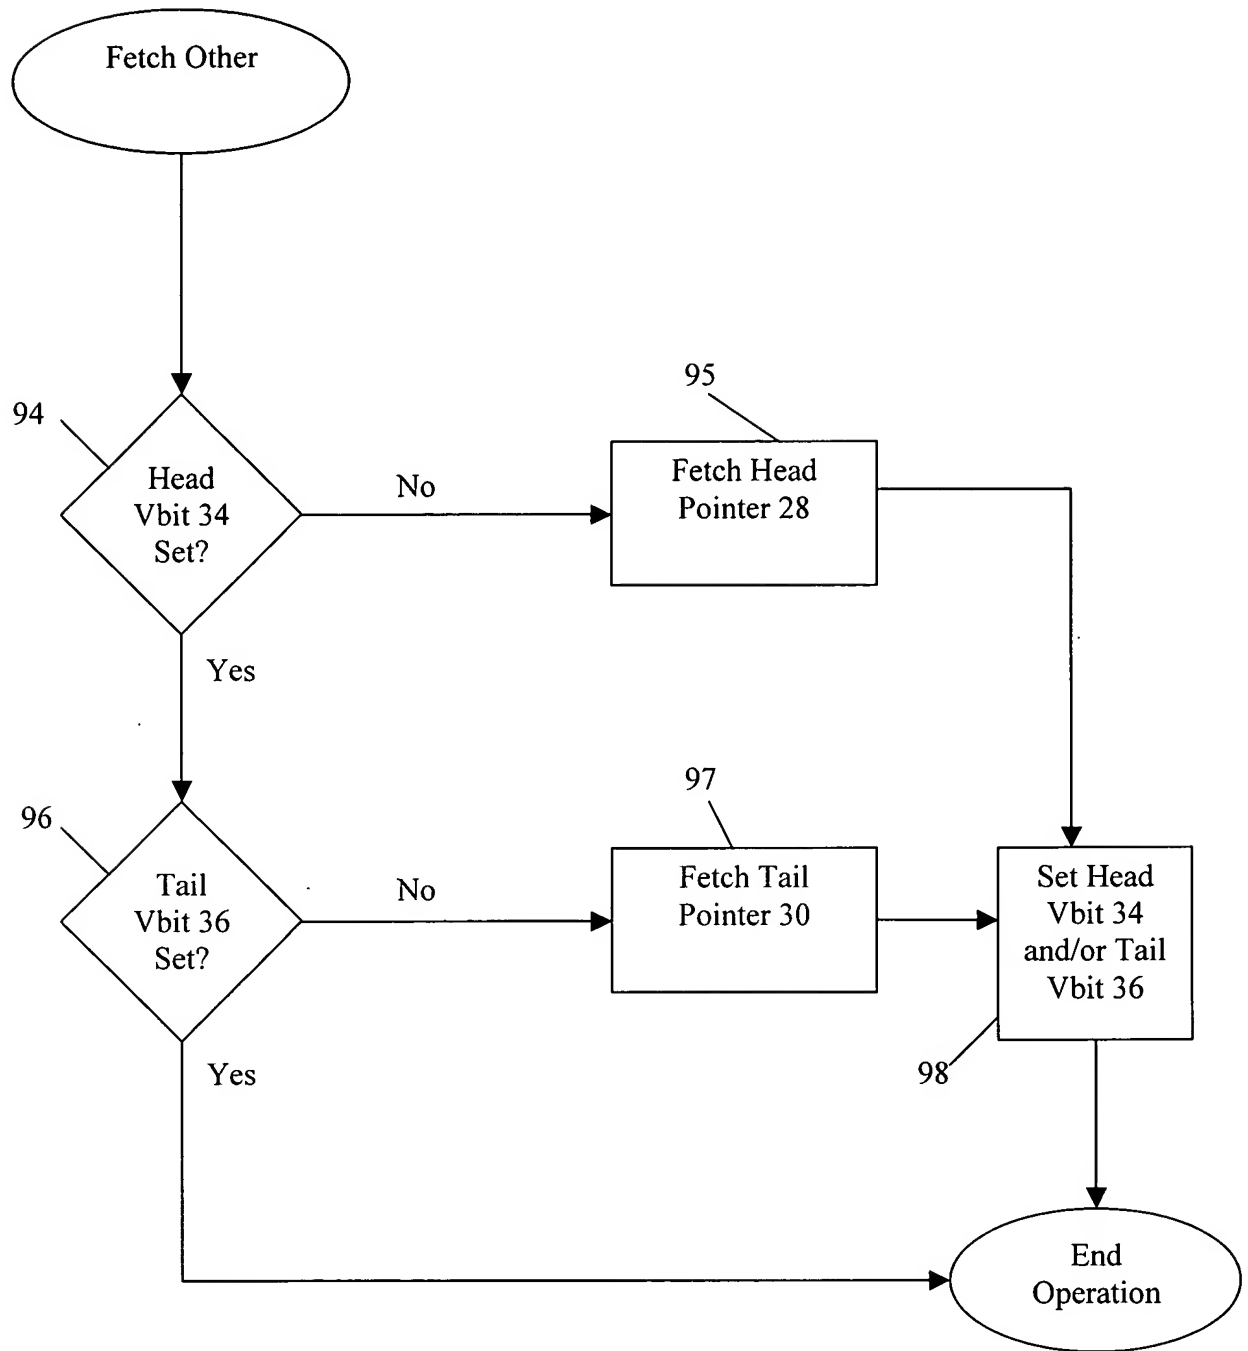 Fetch Other
94
Head
Vbit 34
Set?
No
95
Fetch Head
Pointer 28
Yes
96
Tail
Vbit 36
Set?
No
97
Fetch Tail
Pointer 30
Set Head
Vbit 34
and/or Tail
Vbit 36
98
Yes
End
Operation